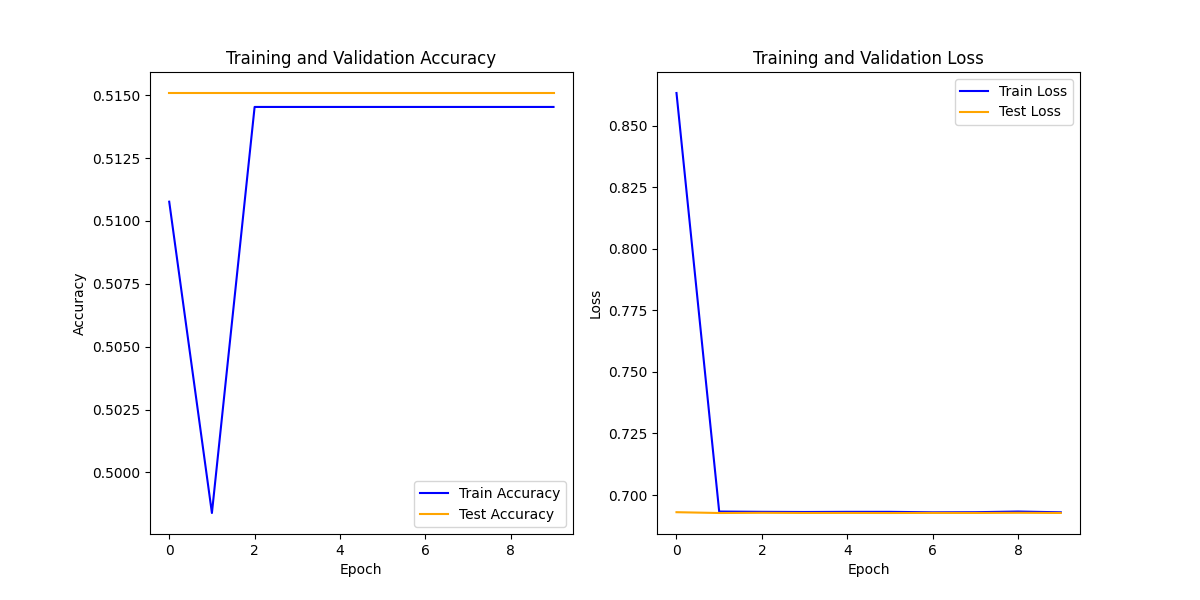 Training and Validation Accuracy
0.5150
0.5125
0.5100
0.5075
0.5050
0.5025
0.5000
Accuracy
Train Accuracy
Test Accuracy
0 2 4 6 8
Epoch
Training and Validation Loss
Train Loss
Test Loss
0.850
0.825
0.800
0.775
0.750
0.725
0.700
Loss
0 2 4 6 8
Epoch